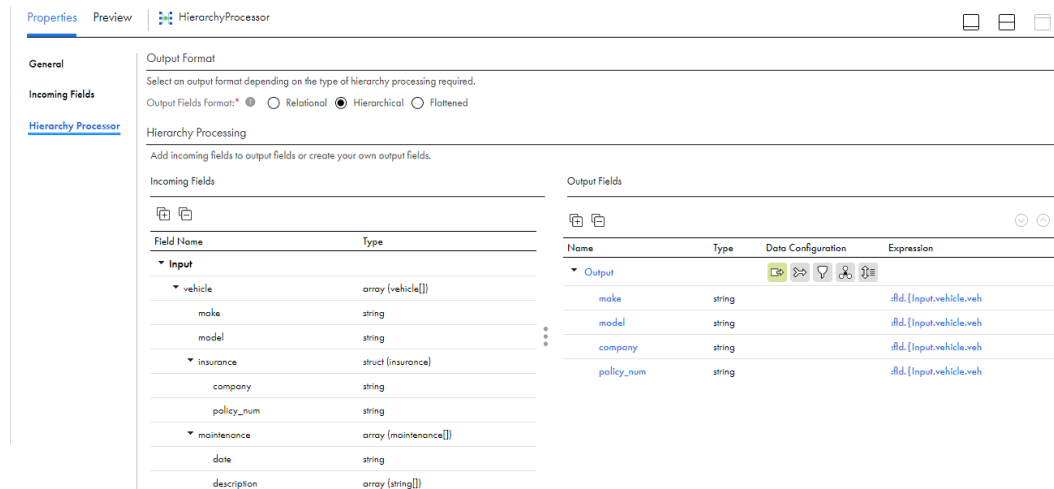 Properties Preview HierarchyProcessor
General
Incoming Fields
Hierarchy Processor
Output Format
Select an output format depending on the type of hierarchy processing required.
Output Fields Format:* ? Relational Hierarchical Flattened
Hierarchy Processing
Add incoming fields to output fields or create your own output fields.
Incoming Fields
Field Name Type
Input
vehicle array (vehicle[])
make string
model string
insurance struct (insurance)
company string
policy_num string
maintenance array (maintenance[])
date string
description array (string[])
Output Fields
Name Type Data Configuration Expression
Output
make string :fld.{Input.vehicle.veh
model string :fld.{Input.vehicle.veh
company string :fld.{Input.vehicle.veh
policy_num string :fld.{Input.vehicle.veh